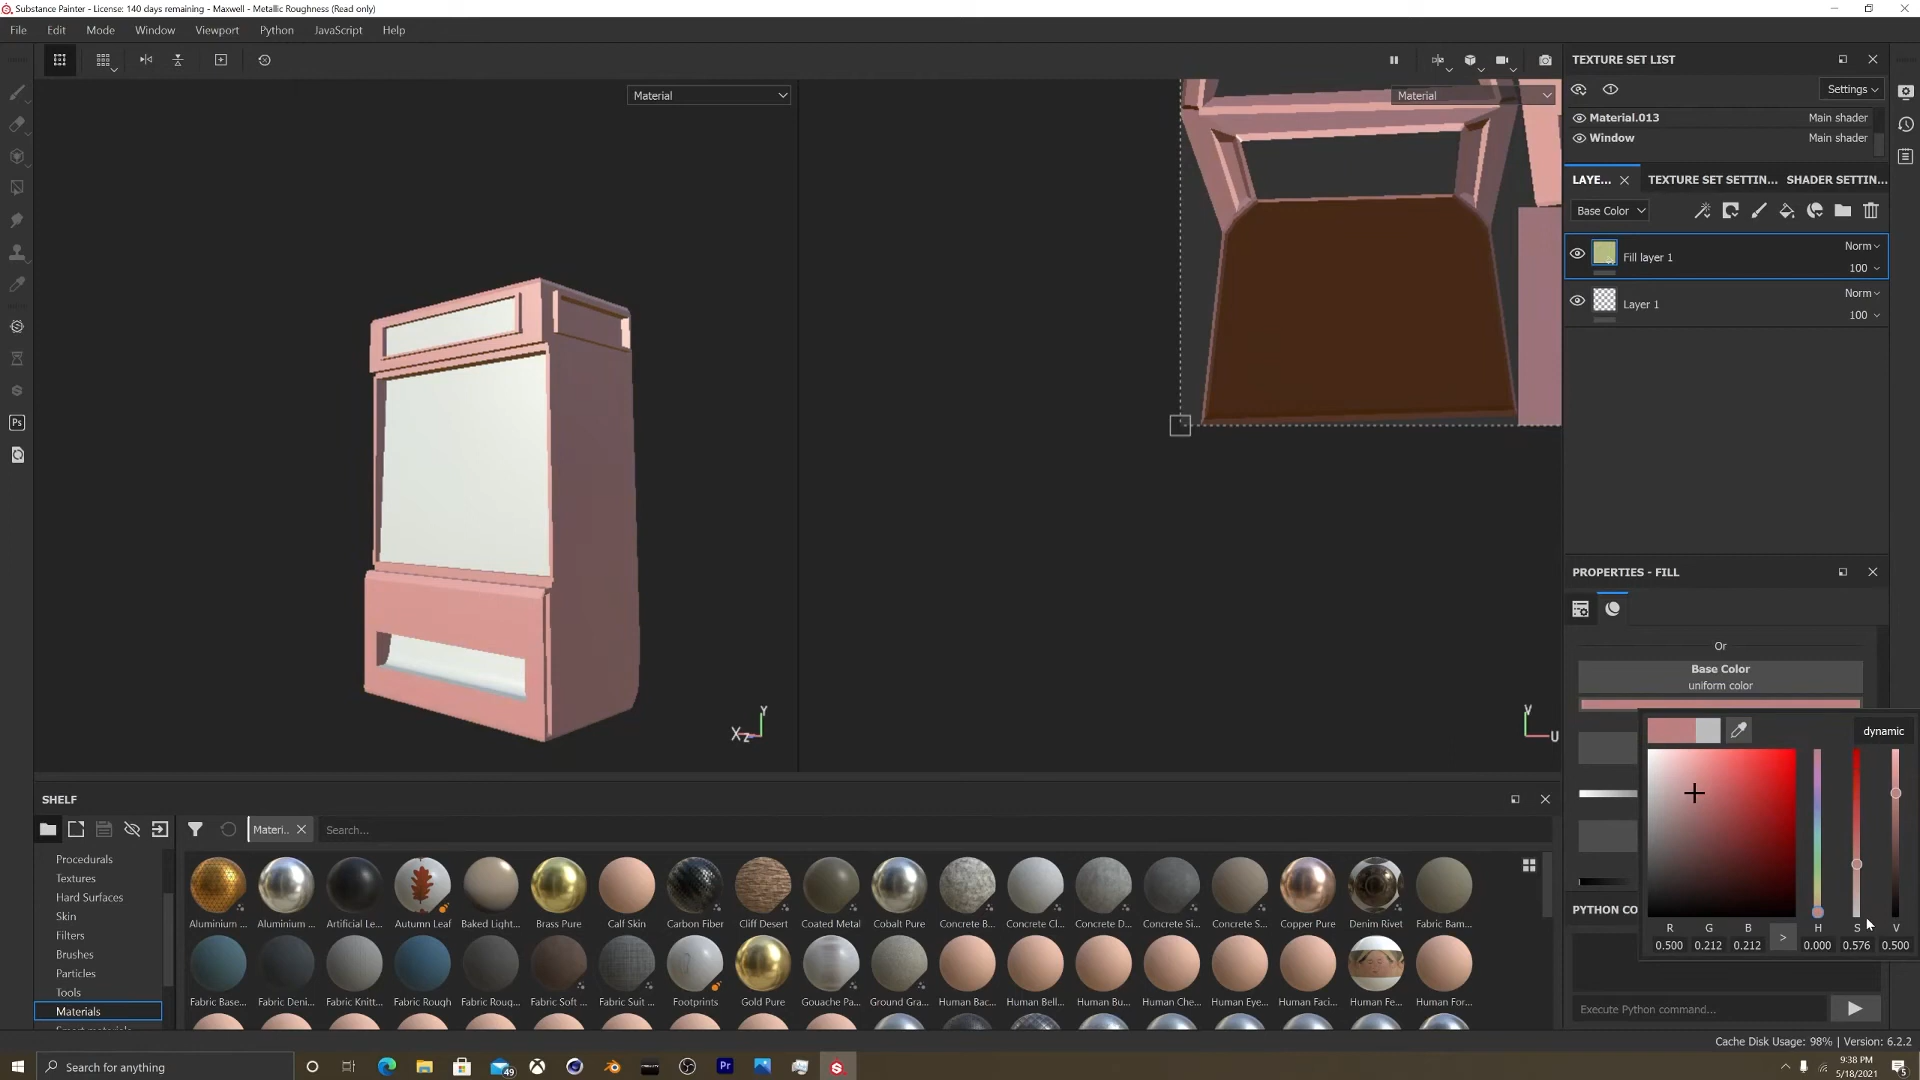 Substance Painter - License: 140 days remaining - Maxwell - Metallic Roughness (Read only)
File Edit Mode Window Viewport Python JavaScript Help
Material
Material
TEXTURE SET LIST
Settings
Material.013 Main shader
Window Main shader
LAYE... TEXTURE SET SETTIN... SHADER SETTIN...
Base Color
Fill layer 1 Norm
100
Layer 1 Norm
100
PROPERTIES - FILL
Or
Base Color
uniform color
dynamic
PYTHON CO
R G B > H S V
0.500 0.212 0.212 0.000 0.576 0.500
Execute Python command...
Y
X Z
V
U
SHELF
Materi.. Search...
Procedurals
Textures
Hard Surfaces
Skin
Filters
Brushes
Particles
Tools
Materials
Aluminium ... Aluminium ... Artificial Le... Autumn Leaf Baked Light... Brass Pure Calf Skin Carbon Fiber Cliff Desert Coated Metal Cobalt Pure Concrete B... Concrete Cl... Concrete D... Concrete Si... Concrete S... Copper Pure Denim Rivet Fabric Bam...
Fabric Base... Fabric Deni... Fabric Knitt... Fabric Rough Fabric Roug... Fabric Soft ... Fabric Suit ... Footprints Gold Pure Gouache Pa... Ground Gra... Human Bac... Human Bell... Human Bu... Human Che... Human Eye... Human Faci... Human Fe... Human For...
Cache Disk Usage: 98% | Version: 6.2.2
Ps
Search for anything
49
Pr
9:38 PM
5/18/2021
5